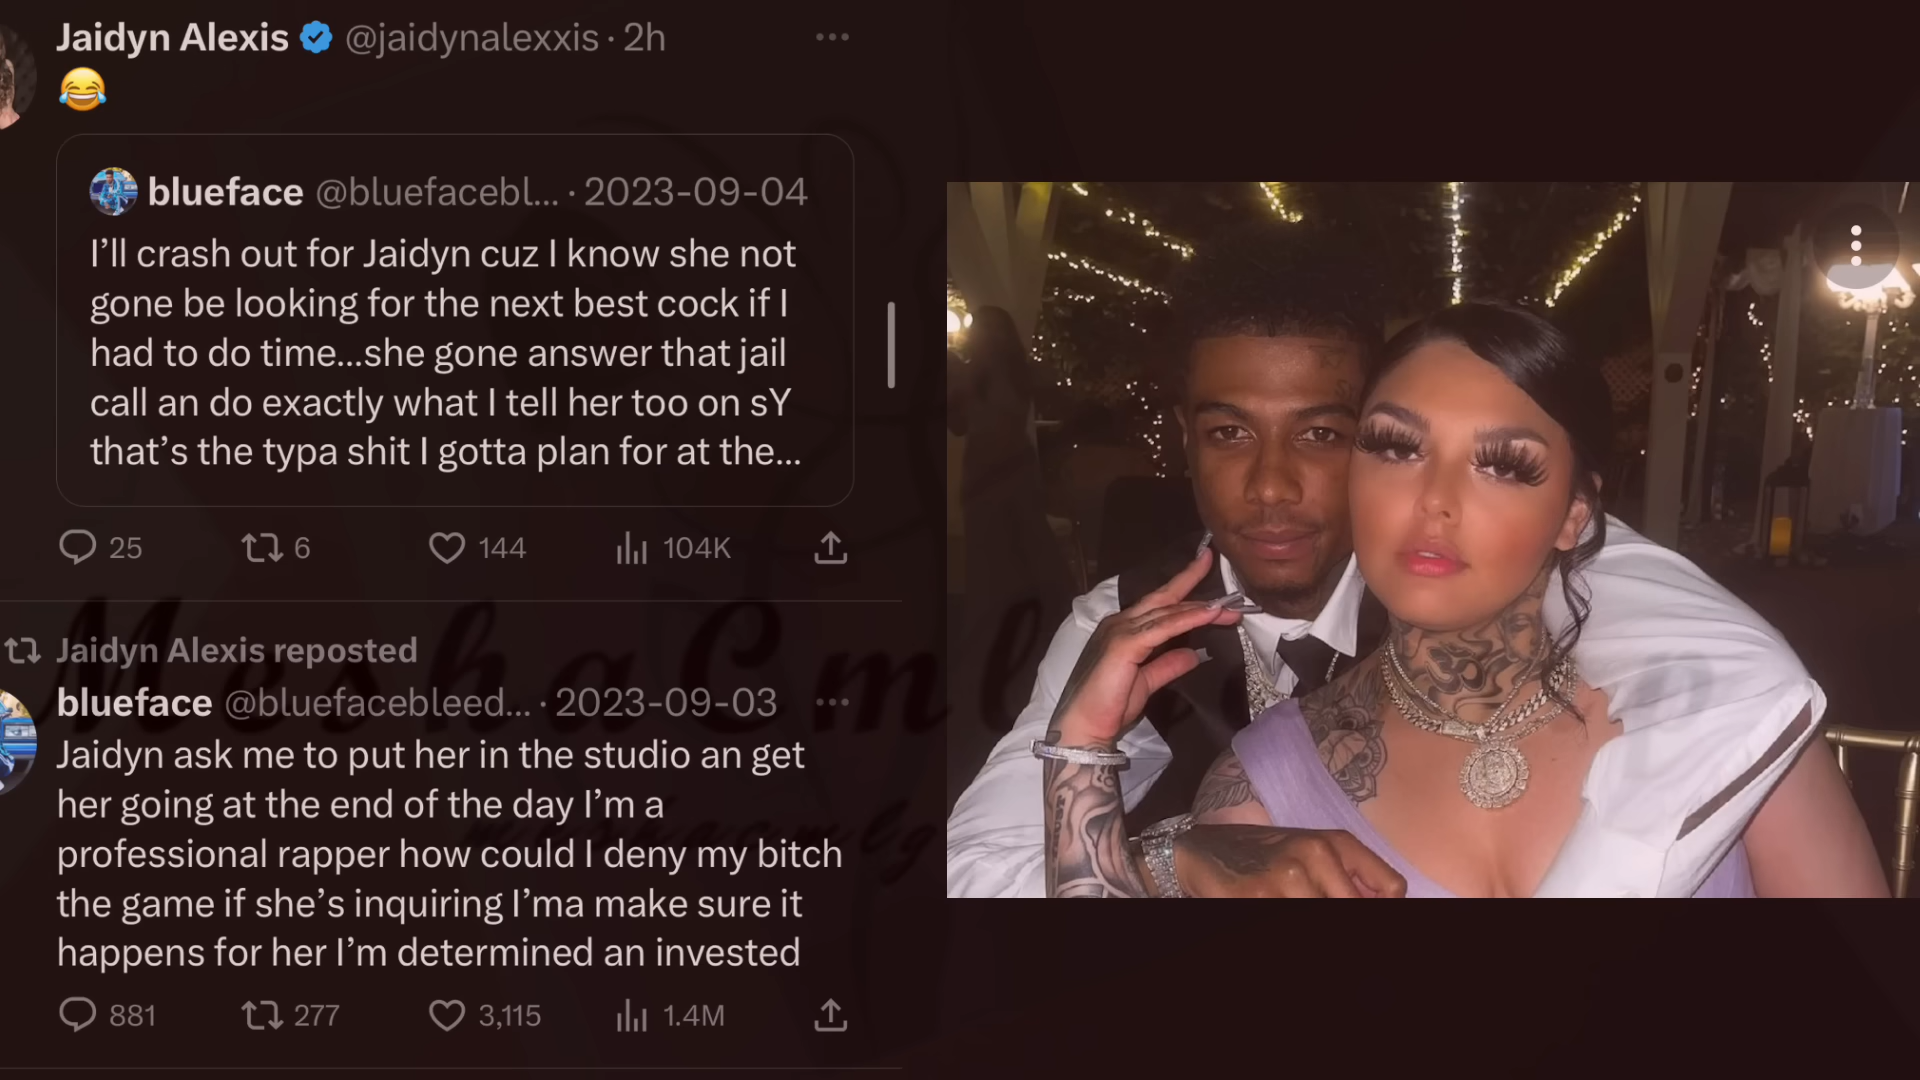 Jaidyn Alexis @jaidynalexxis · 2h
😂
blueface @bluefacebl... · 2023-09-04
I’ll crash out for Jaidyn cuz I know she not
gone be looking for the next best cock if I
had to do time...she gone answer that jail
call an do exactly what I tell her too on sY
that’s the typa shit I gotta plan for at the...
25 6 144 104K
Jaidyn Alexis reposted
blueface @bluefacebleed... · 2023-09-03
Jaidyn ask me to put her in the studio an get
her going at the end of the day I’m a
professional rapper how could I deny my bitch
the game if she’s inquiring I’ma make sure it
happens for her I’m determined an invested
881 277 3,115 1.4M